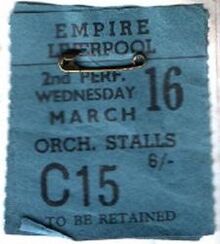 EMPIRE
LIVERPOOL
2nd PERF.
WEDNESDAY 16
MARCH
ORCH. STALLS
6/-
C15
TO BE RETAINED